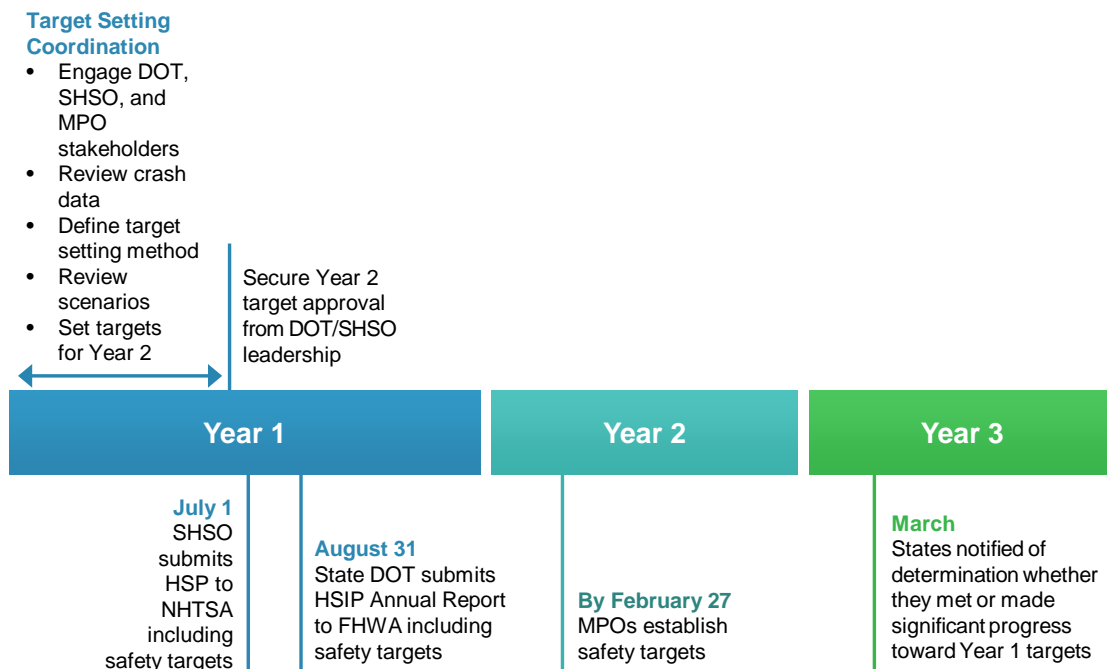 Target Setting
Coordination
• Engage DOT,
SHSO, and
MPO
stakeholders
• Review crash
data
• Define target
setting method
• Review
scenarios
• Set targets
for Year 2
Secure Year 2
target approval
from DOT/SHSO
leadership
Year 1
Year 2
Year 3
July 1
SHSO
submits
HSP to
NHTSA
including
safety targets
August 31
State DOT submits
HSIP Annual Report
to FHWA including
safety targets
By February 27
MPOs establish
safety targets
March
States notified of
determination whether
they met or made
significant progress
toward Year 1 targets